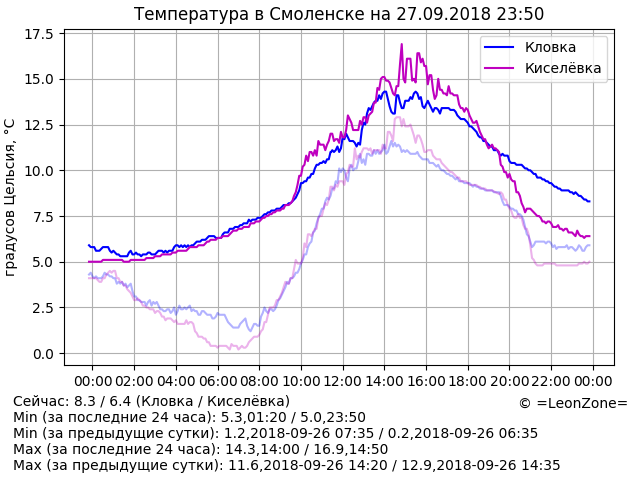 Температура в Смоленске на 27.09.2018 23:50
Кловка
Киселёвка
градусов Цельсия, °C
17.5
15.0
12.5
10.0
7.5
5.0
2.5
0.0
00:00 02:00 04:00 06:00 08:00 10:00 12:00 14:00 16:00 18:00 20:00 22:00 00:00
Сейчас: 8.3 / 6.4 (Кловка / Киселёвка)
© =LeonZone=
Min (за последние 24 часа): 5.3,01:20 / 5.0,23:50
Min (за предыдущие сутки): 1.2,2018-09-26 07:35 / 0.2,2018-09-26 06:35
Max (за последние 24 часа): 14.3,14:00 / 16.9,14:50
Max (за предыдущие сутки): 11.6,2018-09-26 14:20 / 12.9,2018-09-26 14:35